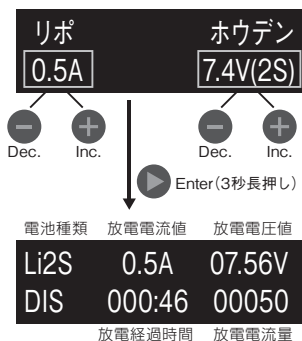 リポ ホウデン
0.5A 7.4V(2S)
Dec. Inc. Dec. Inc.
Enter(3秒長押し)
電池種類 放電電流値 放電電圧値
Li2S 0.5A 07.56V
DIS 000:46 00050
放電経過時間 放電電流量